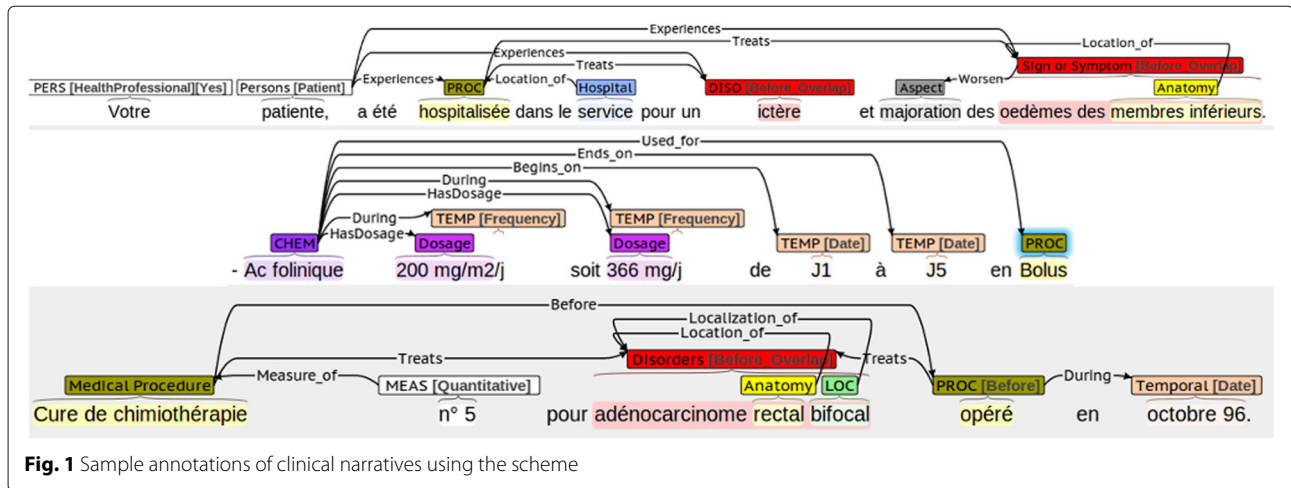 Experiences
Treats
Experiences Location_of
Treats Sign or Symptom [Before_Overlap]
PERS [HealthProfessional][Yes] Persons [Patient] Experiences PROC Location_of Hospital DISO [Before_Overlap] Aspect Worsen Anatomy
Votre patiente, a été hospitalisée dans le service pour un ictère et majoration des oedèmes des membres inférieurs.
Used_for
Ends_on
Begins_on
During
HasDosage
During TEMP [Frequency] TEMP [Frequency]
CHEM HasDosage Dosage Dosage TEMP [Date] TEMP [Date] PROC
- Ac folinique 200 mg/m2/j soit 366 mg/j de J1 à J5 en Bolus
Before
Localization_of
Location_of
Treats Disorders [Before_Overlap] Treats
Medical Procedure Measure_of MEAS [Quantitative] Anatomy LOC PROC [Before] During Temporal [Date]
Cure de chimiothérapie n° 5 pour adénocarcinome rectal bifocal opéré en octobre 96.
Fig. 1 Sample annotations of clinical narratives using the scheme